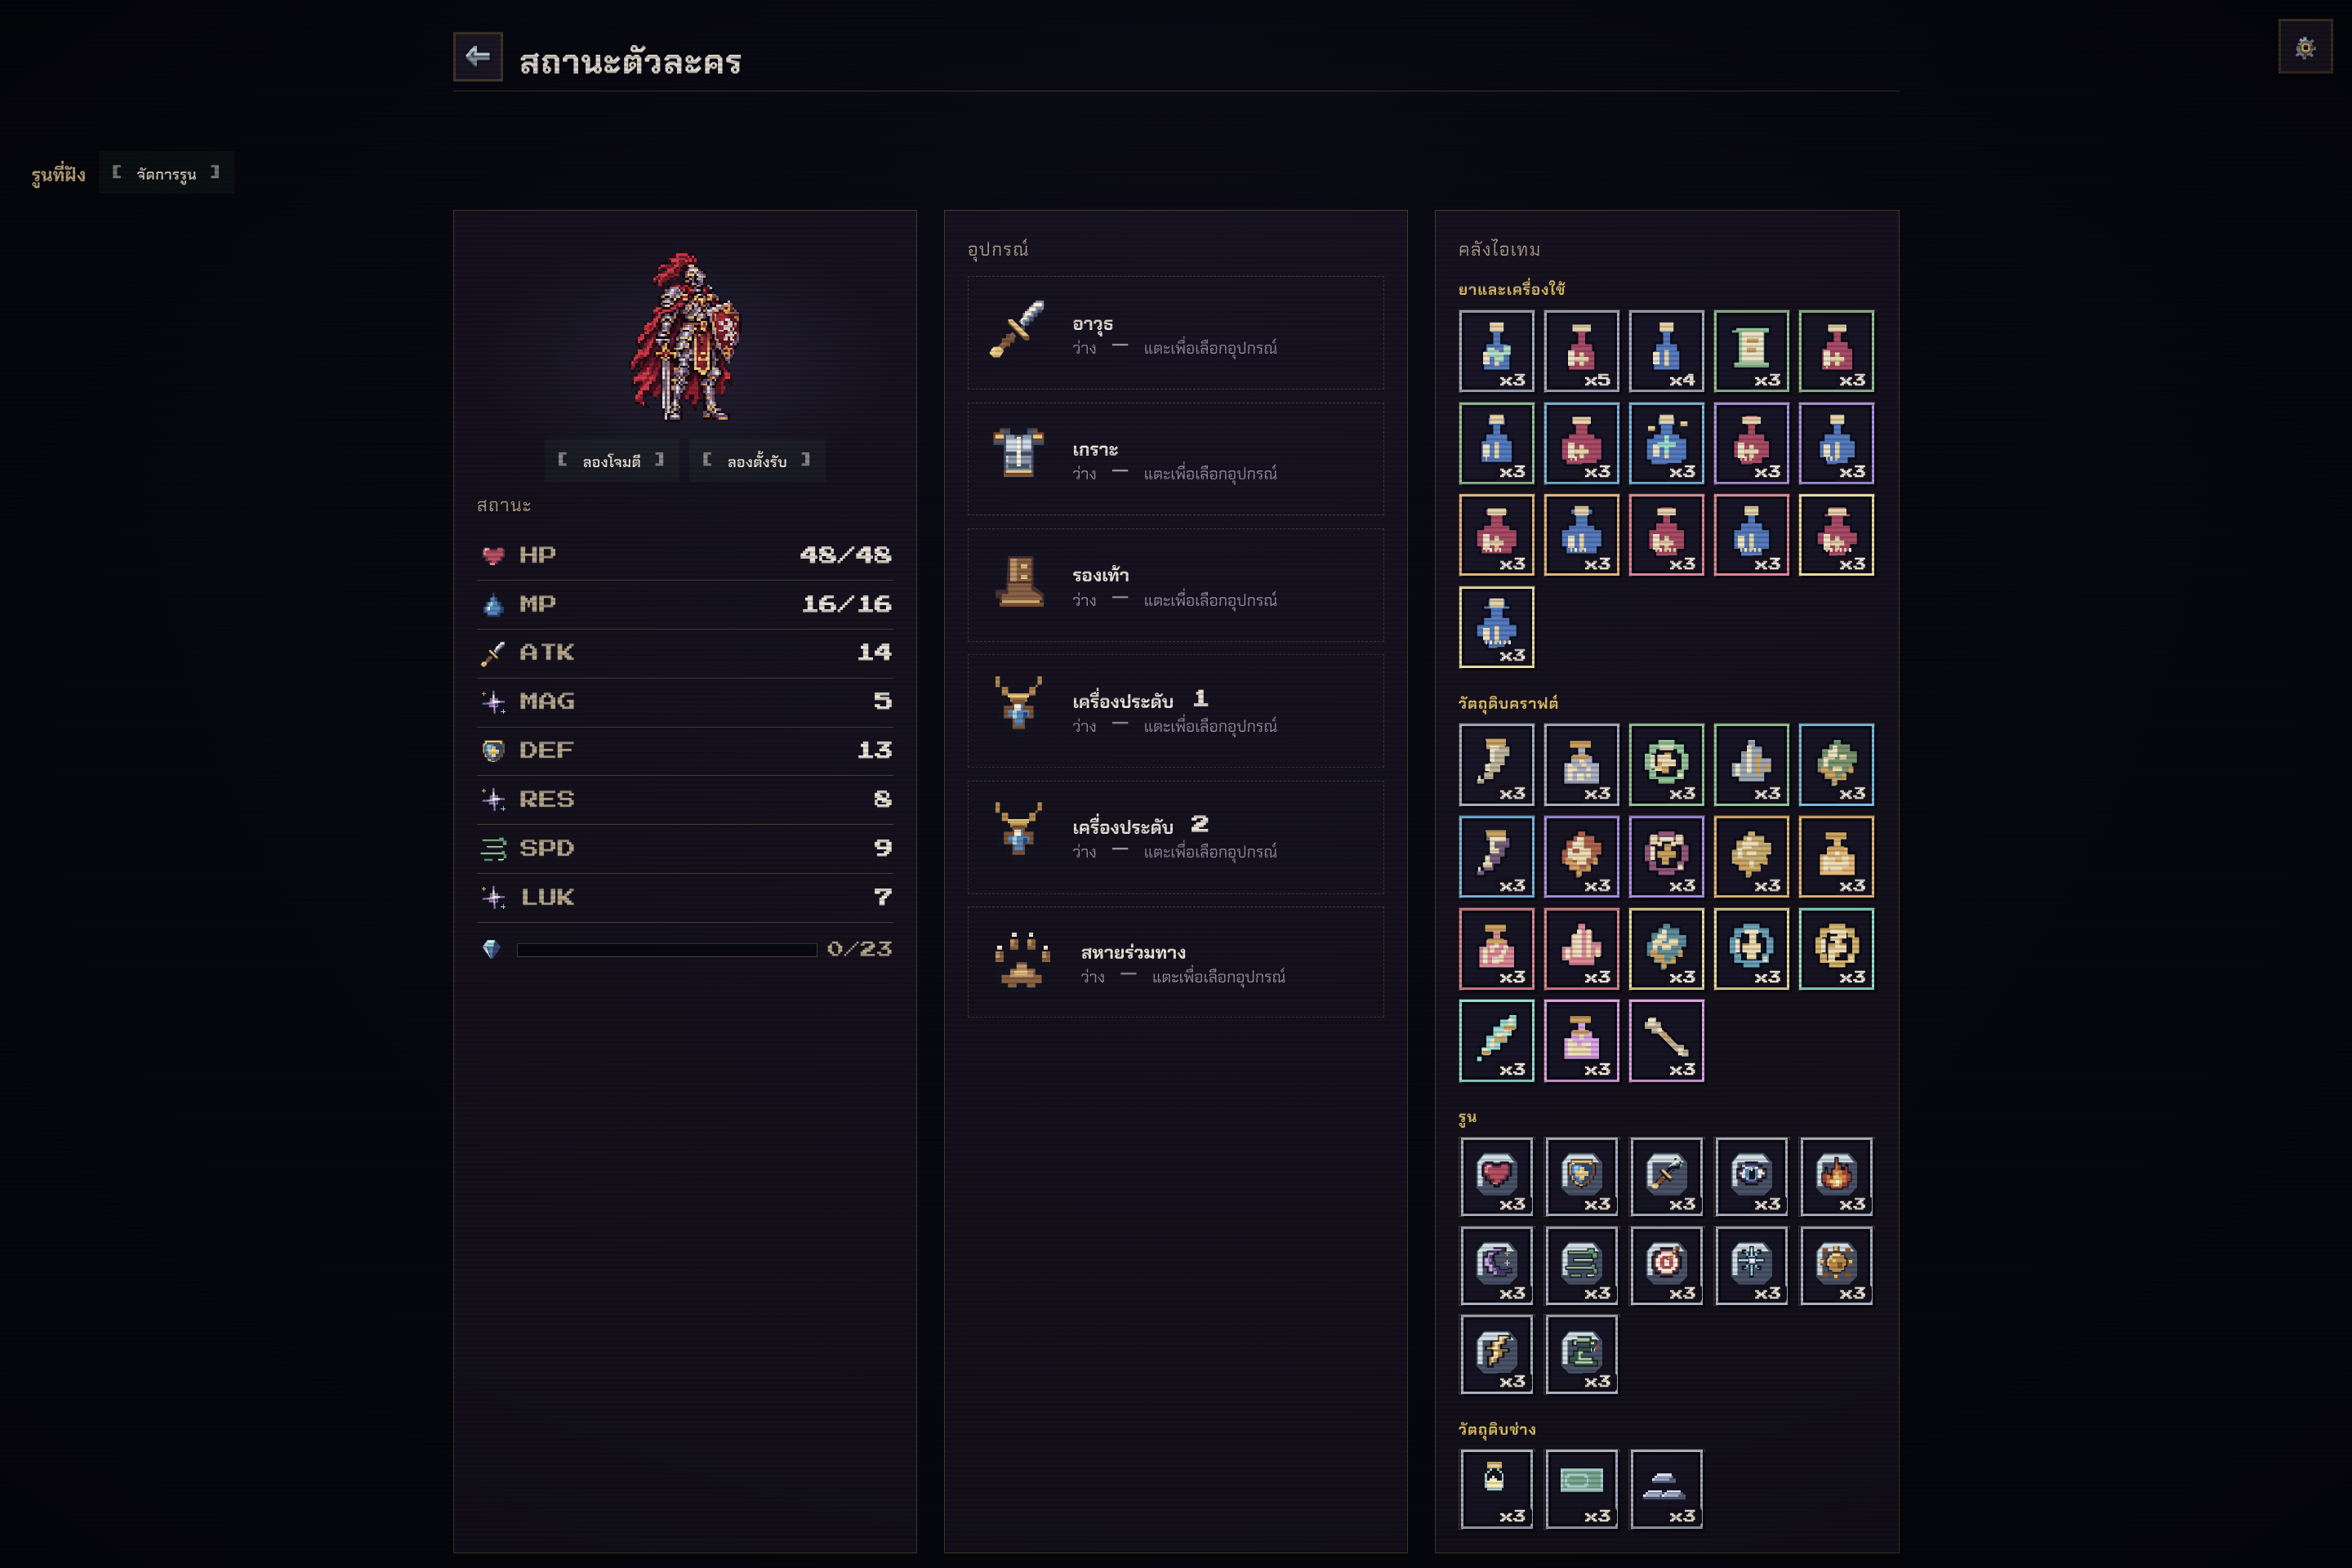 สถานะตัวละคร
รูนที่ฝัง [ จัดการรูน ]
[ ลองโจมตี ] [ ลองตั้งรับ ]
สถานะ
HP 48/48
MP 16/16
ATK 14
MAG 5
DEF 13
RES 8
SPD 9
LUK 7
0/23
อุปกรณ์
อาวุธ
ว่าง — แตะเพื่อเลือกอุปกรณ์
เกราะ
ว่าง — แตะเพื่อเลือกอุปกรณ์
รองเท้า
ว่าง — แตะเพื่อเลือกอุปกรณ์
เครื่องประดับ 1
ว่าง — แตะเพื่อเลือกอุปกรณ์
เครื่องประดับ 2
ว่าง — แตะเพื่อเลือกอุปกรณ์
สหายร่วมทาง
ว่าง — แตะเพื่อเลือกอุปกรณ์
คลังไอเทม
ยาและเครื่องใช้
x3 x5 x4 x3 x3
x3 x3 x3 x3 x3
x3 x3 x3 x3 x3
x3
วัตถุดิบคราฟต์
x3 x3 x3 x3 x3
x3 x3 x3 x3 x3
x3 x3 x3 x3 x3
x3 x3 x3
รูน
x3 x3 x3 x3 x3
x3 x3 x3 x3 x3
x3 x3
วัตถุดิบช่าง
x3 x3 x3